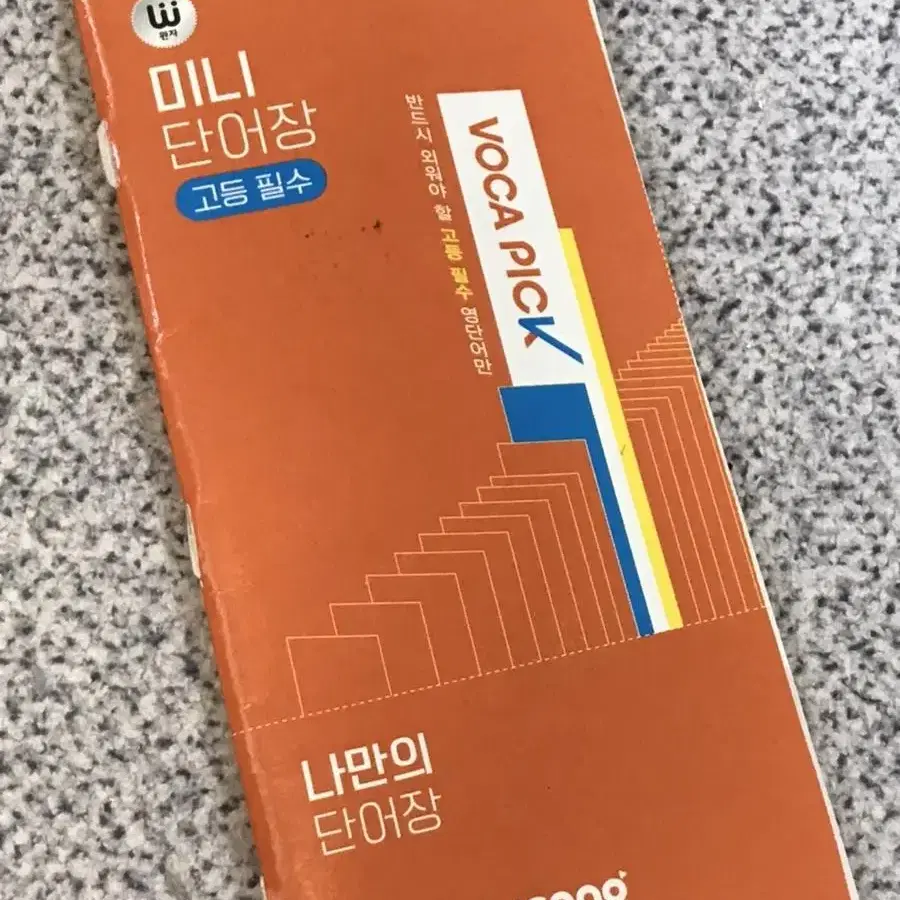 완자
미니
단어장
고등 필수
반드시 외워야 할 고등 필수 영단어만
VOCA PICK
나만의
단어장